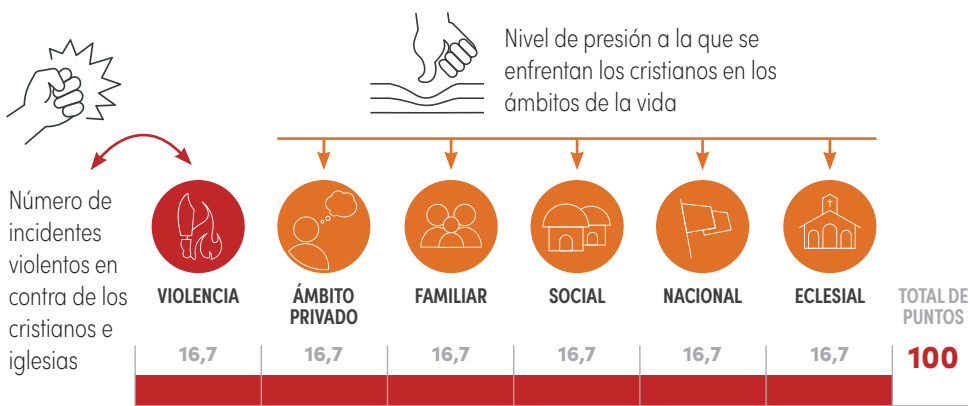 Nivel de presión a la que se
enfrentan los cristianos en los
ámbitos de la vida
Número de
incidentes
violentos en
contra de los
cristianos e
iglesias
VIOLENCIA
ÁMBITO
PRIVADO
FAMILIAR
SOCIAL
NACIONAL
ECLESIAL
TOTAL DE
PUNTOS
16,7
16,7
16,7
16,7
16,7
16,7
100